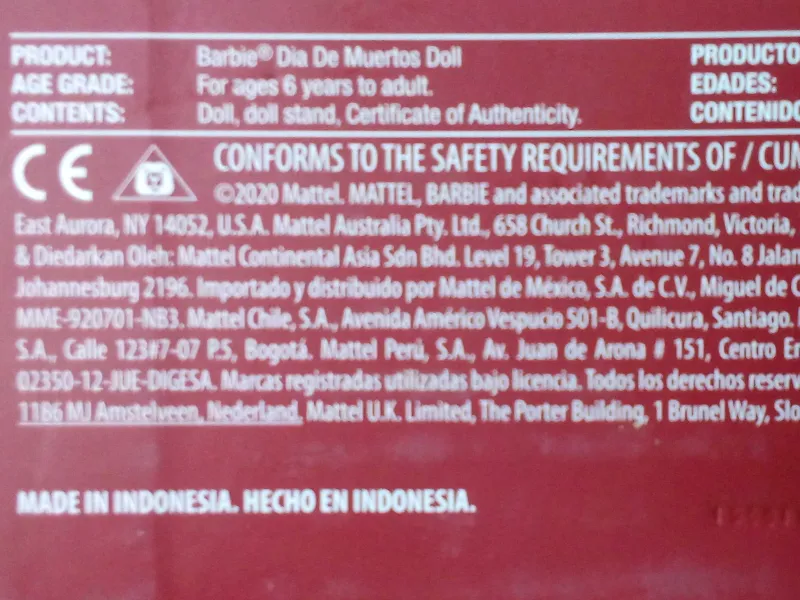 PRODUCT: Barbie® Dia De Muertos Doll PRODUCTO
AGE GRADE: For ages 6 years to adult. EDADES:
CONTENTS: Doll, doll stand, Certificate of Authenticity. CONTENIDO
CE CONFORMS TO THE SAFETY REQUIREMENTS OF / CUM
©2020 Mattel. MATTEL, BARBIE and associated trademarks and trad
East Aurora, NY 14052, U.S.A. Mattel Australia Pty. Ltd., 658 Church St., Richmond, Victoria,
& Diedarkan Oleh: Mattel Continental Asia Sdn Bhd. Level 19, Tower 3, Avenue 7, No. 8 Jalan
Johannesburg 2196. Importado y distribuido por Mattel de México, S.A. de C.V., Miguel de C
MME-920701-NB3. Mattel Chile, S.A., Avenida Américo Vespucio 501-B, Quilicura, Santiago.
S.A., Calle 123#7-07 P.5, Bogotá. Mattel Perú, S.A., Av. Juan de Arona # 151, Centro Em
02350-12-JUE-DIGESA. Marcas registradas utilizadas bajo licencia. Todos los derechos reserv
1186 MJ Amstelveen, Nederland. Mattel U.K. Limited, The Porter Building, 1 Brunel Way, Slo
MADE IN INDONESIA. HECHO EN INDONESIA.